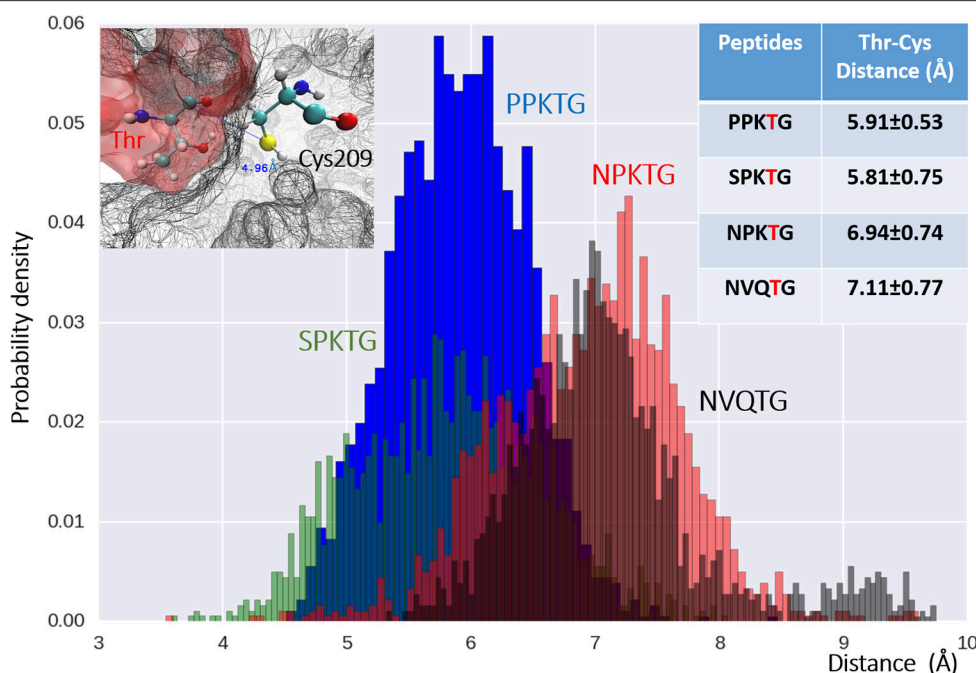 0.06
0.05
0.04
0.03
0.02
0.01
0.00
Probability density
3
4
5
6
7
8
9
10
Distance (Å)
Thr
4.96Å
Cys209
PPKTG
NPKTG
SPKTG
NVQTG
Peptides Thr-Cys
Distance (Å)
PPKTG 5.91±0.53
SPKTG 5.81±0.75
NPKTG 6.94±0.74
NVQTG 7.11±0.77